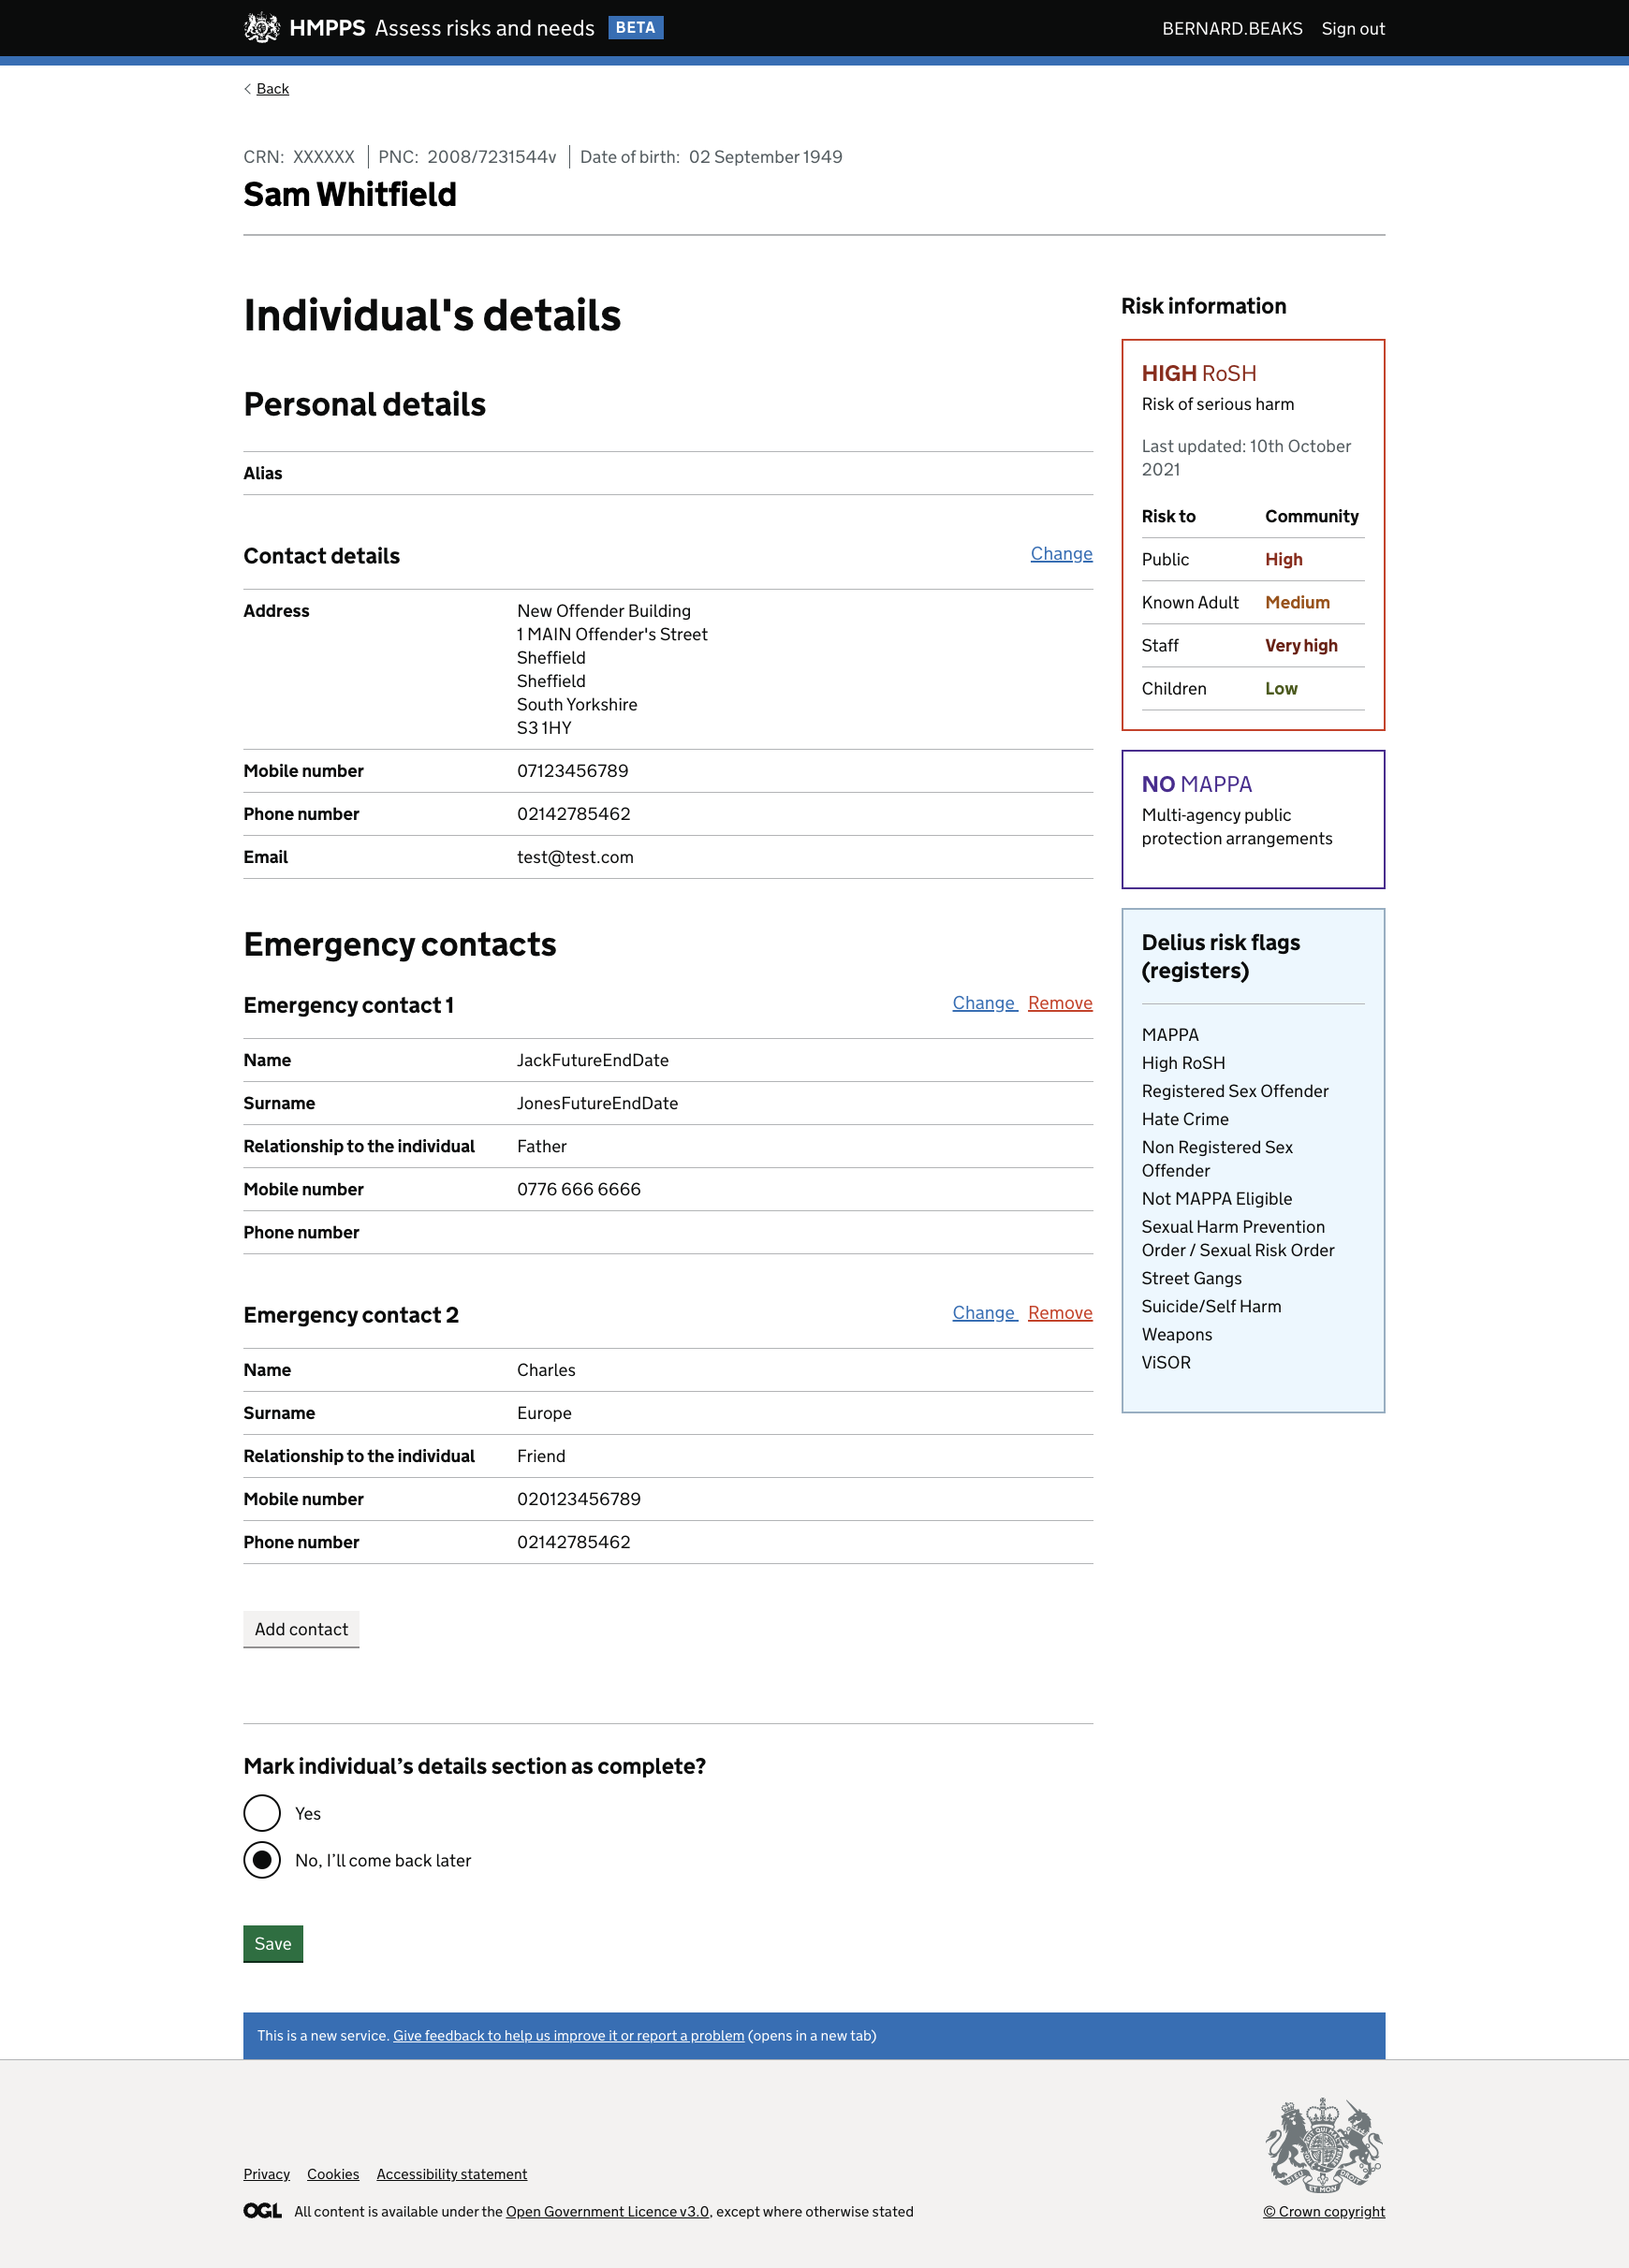 HMPPS Assess risks and needs BETA
BERNARD.BEAKS Sign out
Back
CRN: XXXXXX PNC: 2008/7231544v Date of birth: 02 September 1949
Sam Whitfield
Individual's details
Personal details
Alias
Contact details Change
Address New Offender Building
1 MAIN Offender's Street
Sheffield
Sheffield
South Yorkshire
S3 1HY
Mobile number 07123456789
Phone number 02142785462
Email test@test.com
Emergency contacts
Emergency contact 1 Change Remove
Name JackFutureEndDate
Surname JonesFutureEndDate
Relationship to the individual Father
Mobile number 0776 666 6666
Phone number
Emergency contact 2 Change Remove
Name Charles
Surname Europe
Relationship to the individual Friend
Mobile number 020123456789
Phone number 02142785462
Add contact
Mark individual’s details section as complete?
Yes
No, I’ll come back later
Save
Risk information
HIGH RoSH
Risk of serious harm
Last updated: 10th October
2021
Risk to Community
Public High
Known Adult Medium
Staff Very high
Children Low
NO MAPPA
Multi-agency public
protection arrangements
Delius risk flags
(registers)
MAPPA
High RoSH
Registered Sex Offender
Hate Crime
Non Registered Sex
Offender
Not MAPPA Eligible
Sexual Harm Prevention
Order / Sexual Risk Order
Street Gangs
Suicide/Self Harm
Weapons
ViSOR
This is a new service. Give feedback to help us improve it or report a problem (opens in a new tab)
Privacy Cookies Accessibility statement
OGL All content is available under the Open Government Licence v3.0, except where otherwise stated
© Crown copyright